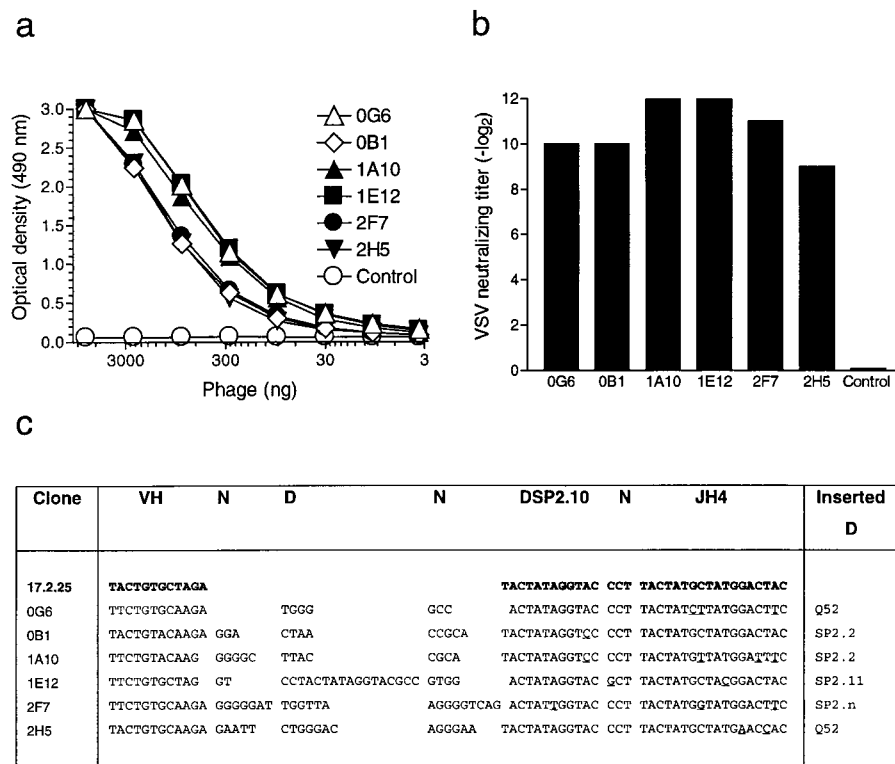 a
3.0
2.5
2.0
1.5
1.0
0.5
0.0
Optical density (490 nm)
3000 300 30 3
Phage (ng)
0G6
0B1
1A10
1E12
2F7
2H5
Control
b
12
10
8
6
4
2
0
VSV neutralizing titer (-log2)
0G6 0B1 1A10 1E12 2F7 2H5 Control
c
Clone VH N D N DSP2.10 N JH4 Inserted D
17.2.25 TACTGTGCTAGA TACTATAGGTAC CCT TACTATGCTATGGACTAC
0G6 TTCTGTGCAAGA TGGG GCC ACTATAGGTAC CCT TACTATCTTATGGACTTC Q52
0B1 TACTGTACAAGA GGA CTAA CCGCA TACTATAGGTCC CCT TACTATGCTATGGACTAC SP2.2
1A10 TTCTGTACAAG GGGGC TTAC CGCA TACTATAGGTCC CCT TACTATGTTATGGATTTC SP2.2
1E12 TTCTGTGCTAG GT CCTACTATAGGTACGCC GTGG ACTATAGGTAC GCT TACTATGCTACGGACTAC SP2.11
2F7 TTCTGTGCAAGA GGGGGAT TGGTTA AGGGGTCAG ACTATTGGTAC CCT TACTATGGTATGGACTTC SP2.n
2H5 TACTGTGCAAGA GAATT CTGGGAC AGGGAA TACTATAGGTAC CCT TACTATGCTATGAACCAC Q52